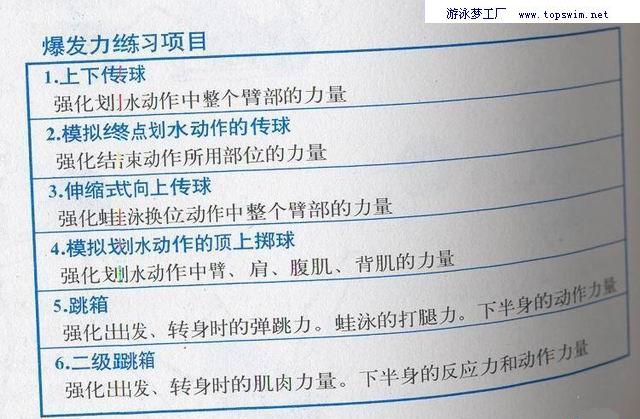 游泳梦工厂 www.topswim.net
爆发力练习项目
1.上下传球
强化划水动作中整个臂部的力量
2.模拟终点划水动作的传球
强化结束动作所用部位的力量
3.伸缩式向上传球
强化蛙泳换位动作中整个臂部的力量
4.模拟划水动作的顶上掷球
强化划水动作中臂、肩、腹肌、背肌的力量
5.跳箱
强化出发、转身时的弹跳力。蛙泳的打腿力。下半身的动作力量
6.二级跳箱
强化出发、转身时的肌肉力量。下半身的反应力和动作力量